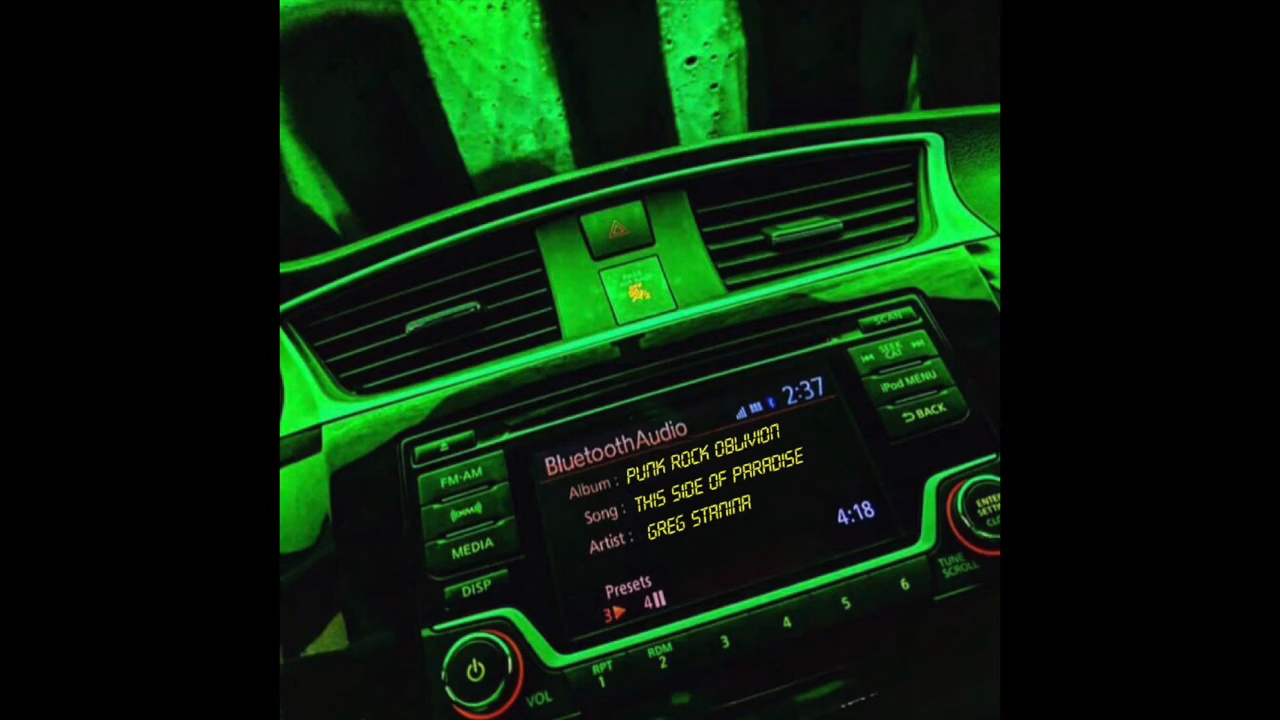 SCAN
SEEK
CAT
iPod MENU
BACK
2:37
BluetoothAudio
Album : PUNK ROCK OBLIVION
Song : THIS SIDE OF PARADISE
Artist : GREG STANINA
4:18
Presets
3 4
FM·AM
MEDIA
DISP
VOL
RPT
1
RDM
2
3
4
5
6
TUNE
SCROLL